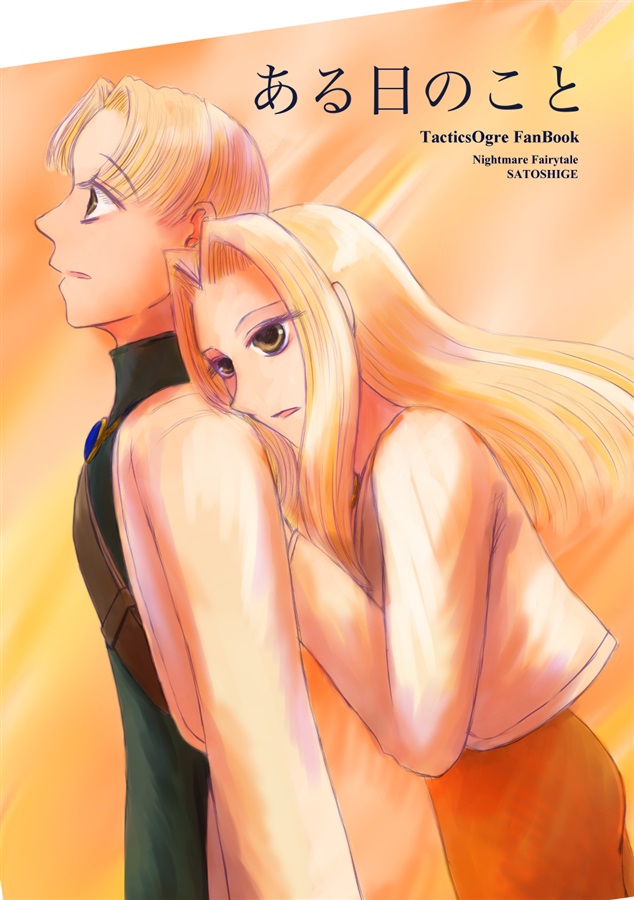 ある日のこと
TacticsOgre FanBook
Nightmare Fairytale
SATOSHIGE